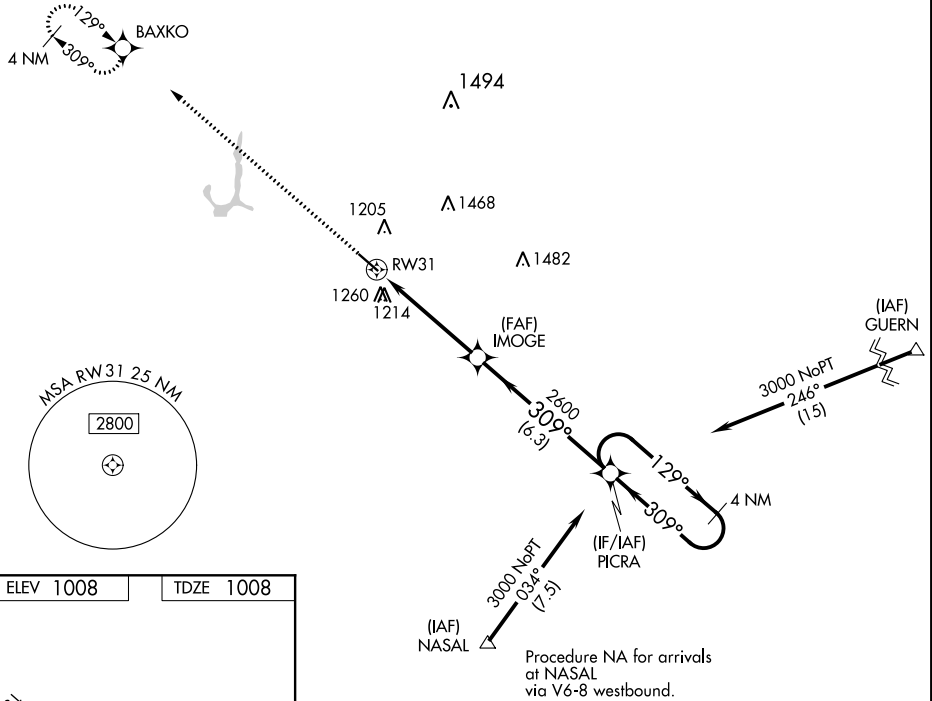 129°
BAXKO
309°
4 NM
1494
1468
1205
1482
RW31
1260
1214
(FAF)
IMOGE
(IAF)
GUERN
3000 NoPT
246°
(15)
MSA RW31 25 NM
2800
2600
309°
(6.3)
129°
4 NM
309°
(IF/IAF)
PICRA
3000 NoPT
034°
(7.5)
(IAF)
NASAL
ELEV 1008
TDZE 1008
Procedure NA for arrivals
at NASAL
via V6-8 westbound.